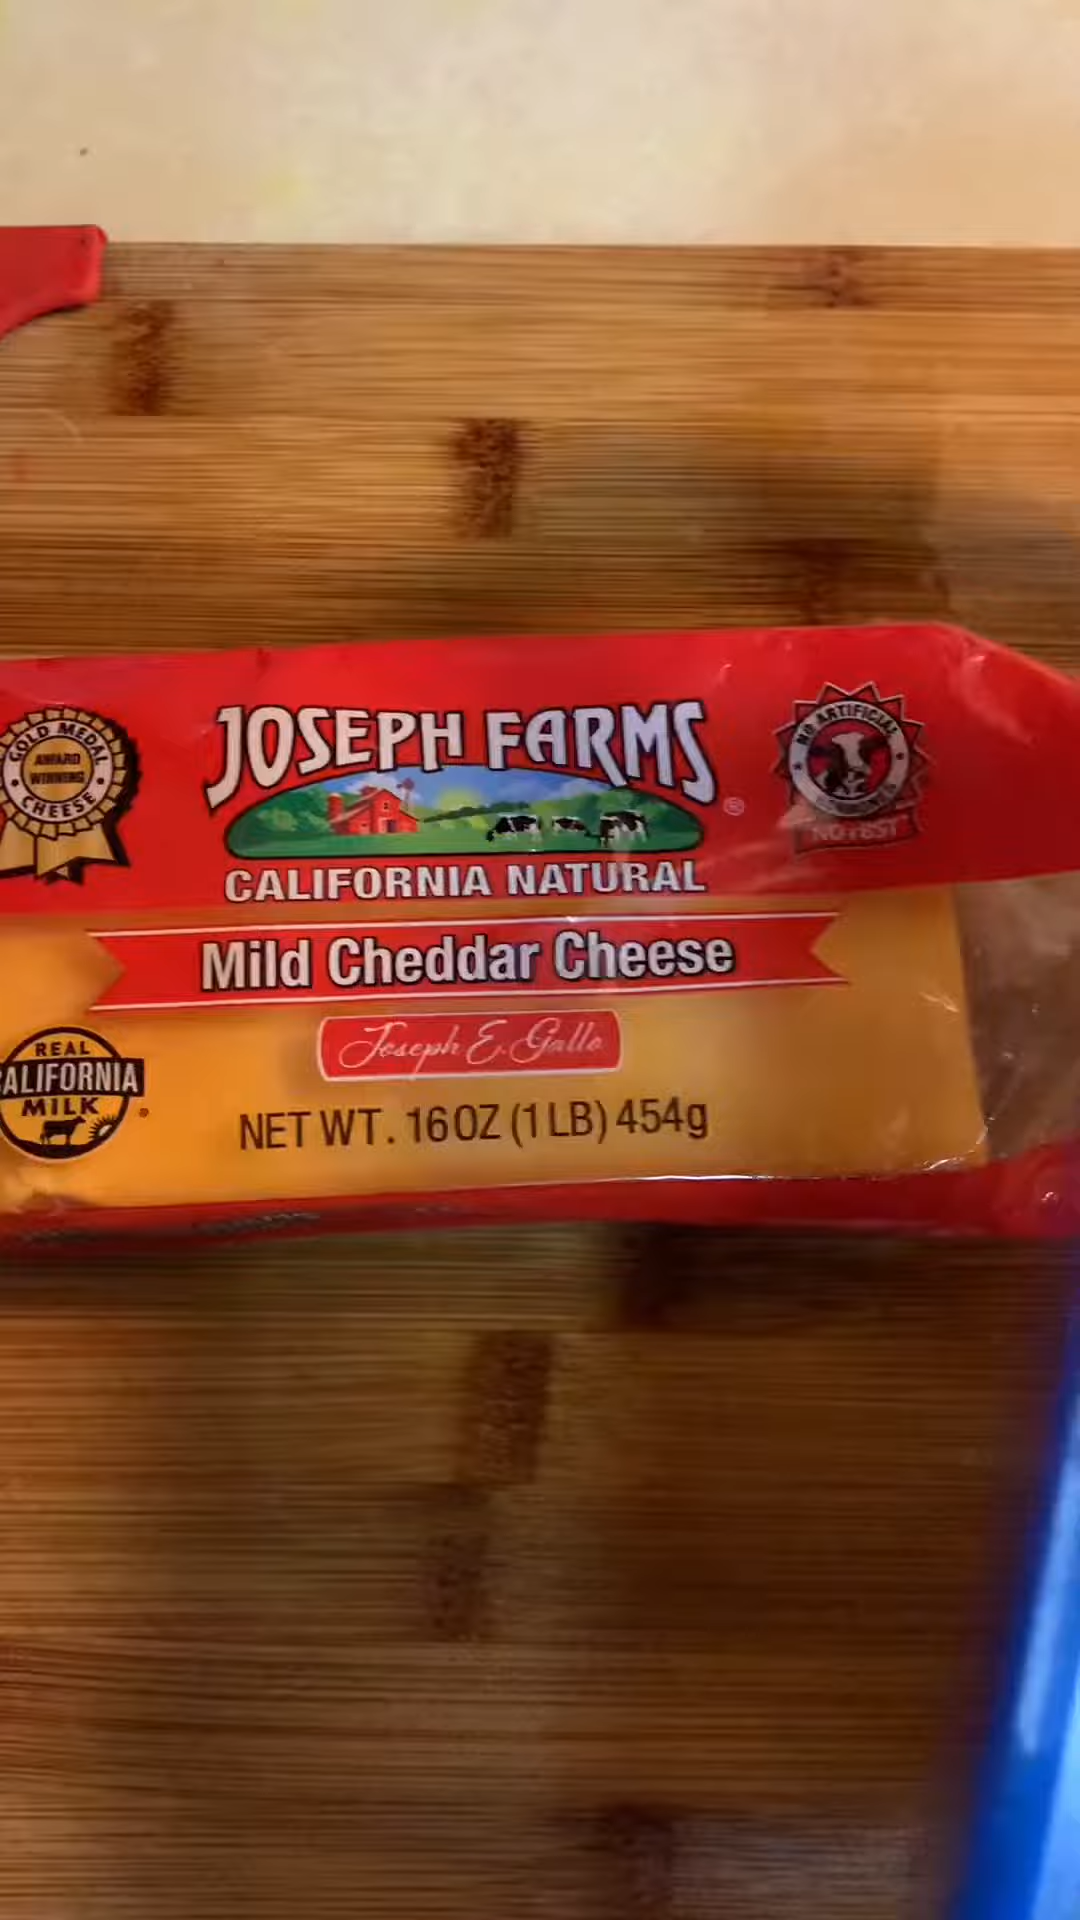 GOLD MEDAL
AWARD
WINNING
CHEESE
JOSEPH FARMS
®
CALIFORNIA NATURAL
NO ARTIFICIAL
NO rBST
Mild Cheddar Cheese
Joseph E. Gallo
REAL
CALIFORNIA
MILK
NET WT. 16 OZ (1 LB) 454g